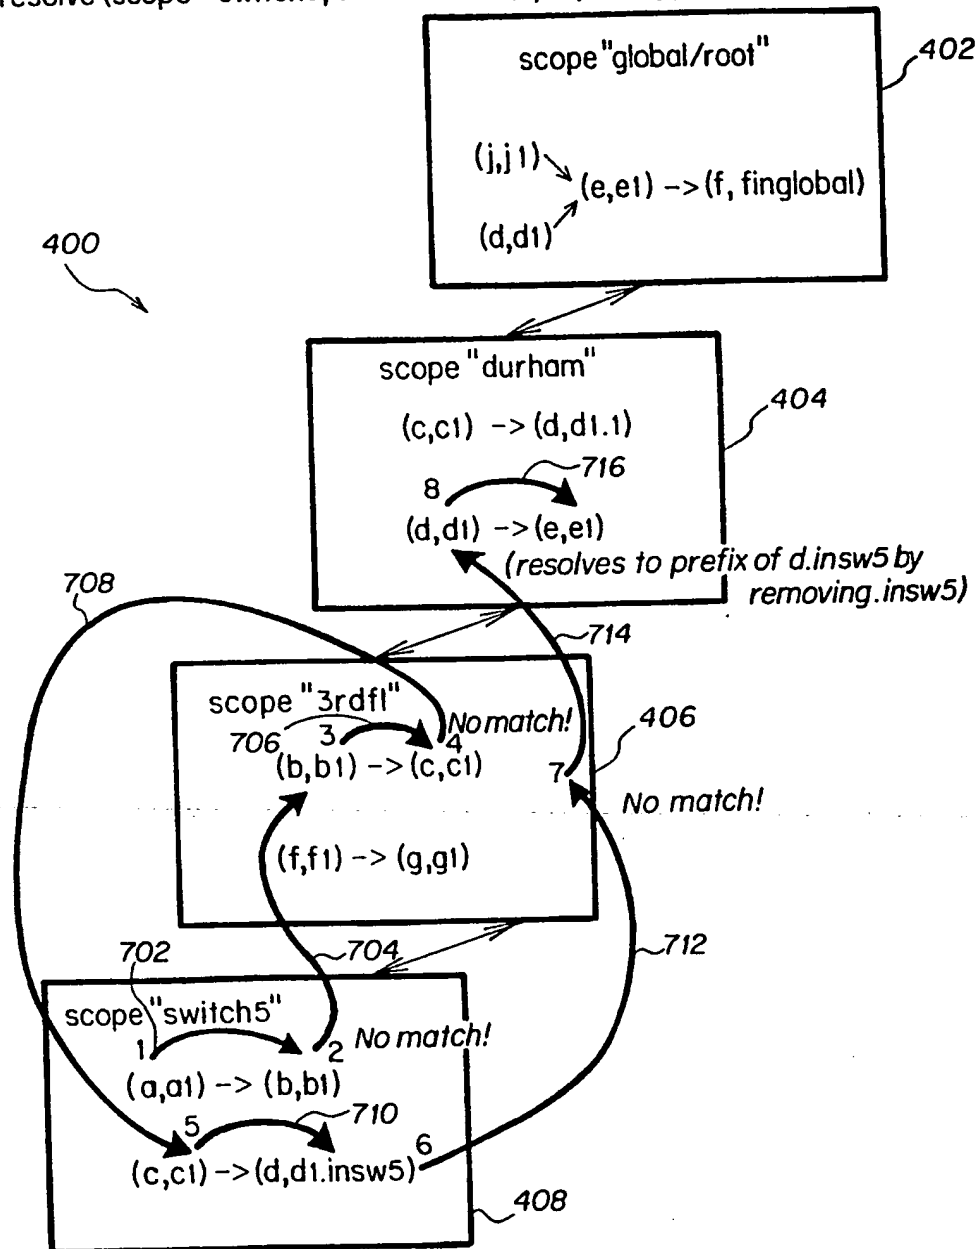 resolve (scope
scope "global/root"
402
(j,j1)
(e,e1) -> (f, finglobal)
(d,d1)
400
scope "durham"
404
(c,c1) -> (d,d1.1)
716
8
(d,d1) -> (e,e1)
(resolves to prefix of d.insw5 by
removing.insw5)
708
714
scope "3rdfl"
406
706 3 4 No match!
(b,b1) -> (c,c1)
7
No match!
(f,f1) -> (g,g1)
702
704
712
scope "switch5"
1 2 No match!
(a,a1) -> (b,b1)
5 710
6
(c,c1) -> (d,d1.insw5)
408